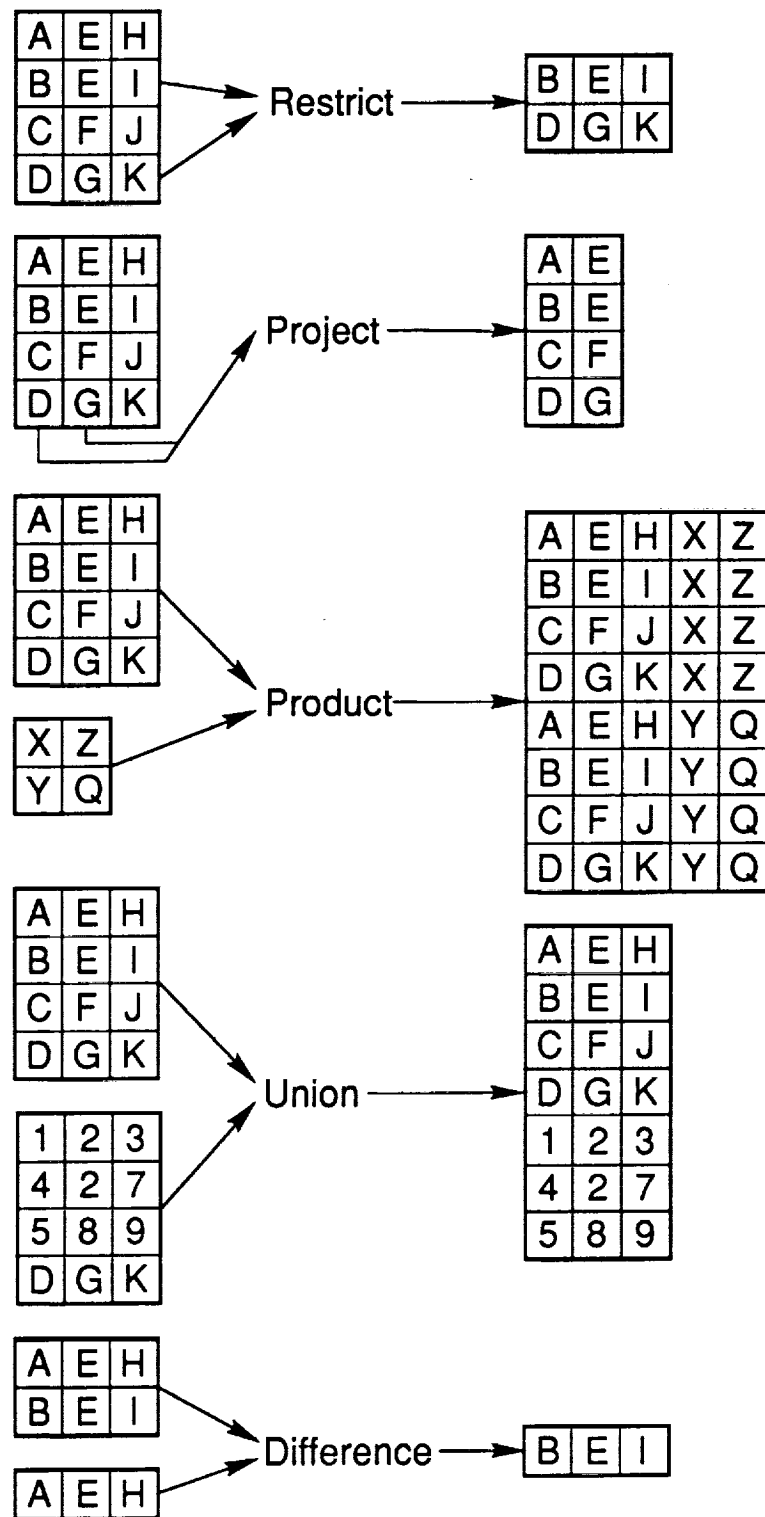 A E H
B E I
C F J
D G K
Restrict
B E I
D G K
A E H
B E I
C F J
D G K
Project
A E
B E
C F
D G
A E H
B E I
C F J
D G K
X Z
Y Q
Product
A E H X Z
B E I X Z
C F J X Z
D G K X Z
A E H Y Q
B E I Y Q
C F J Y Q
D G K Y Q
A E H
B E I
C F J
D G K
1 2 3
4 2 7
5 8 9
D G K
Union
A E H
B E I
C F J
D G K
1 2 3
4 2 7
5 8 9
A E H
B E I
A E H
Difference
B E I